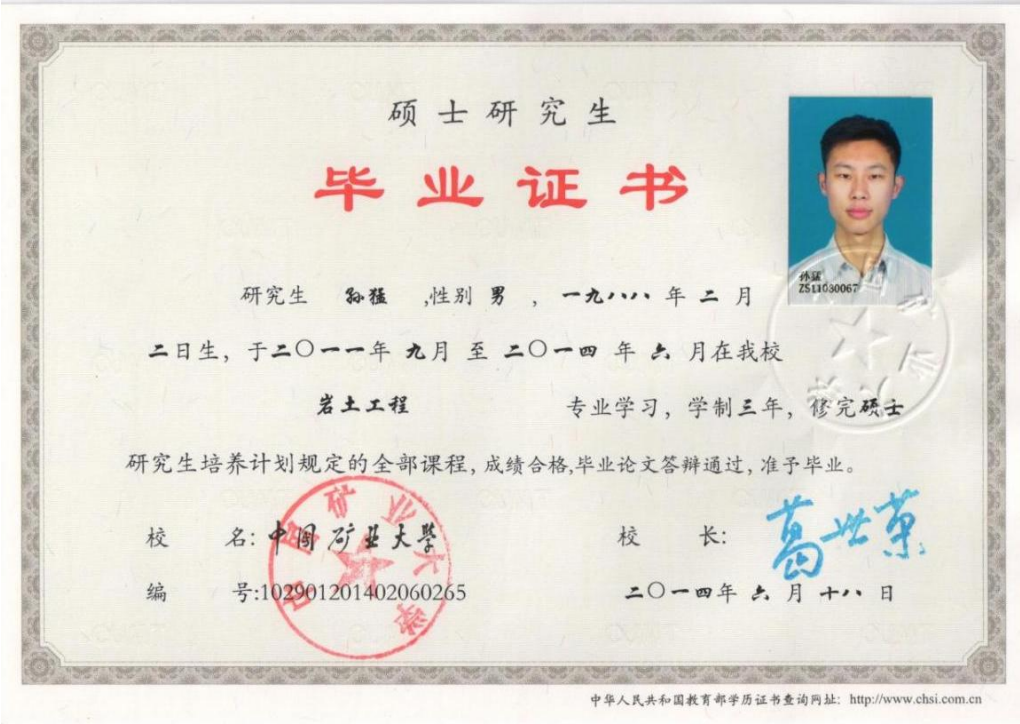 硕士研究生
毕业证书
孙猛
ZS11030067
研究生 孙猛 ,性别 男 ，一九八八 年 二 月
二日生，于二〇一一年 九月 至 二〇一四 年 六 月在我校
岩土工程 专业学习，学制三年，修完硕士
研究生培养计划规定的全部课程，成绩合格,毕业论文答辩通过，准予毕业。
校 名: 中国矿业大学 校 长: 葛世荣
中国矿业大学
编 号:102901201402060265 二〇一四年 六 月 十八 日
中华人民共和国教育部学历证书查询网址：http://www.chsi.com.cn